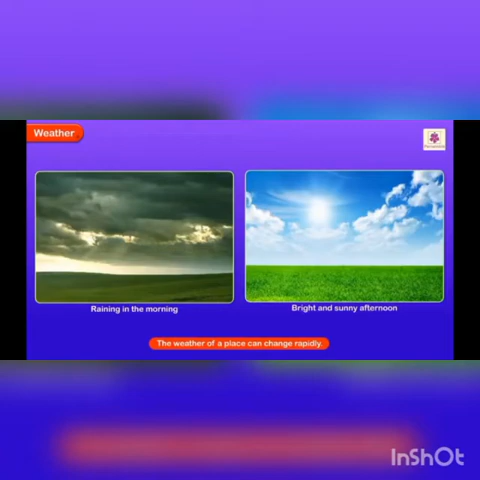 Weather
Raining in the morning
Bright and sunny afternoon
The weather of a place can change rapidly.
InShOt